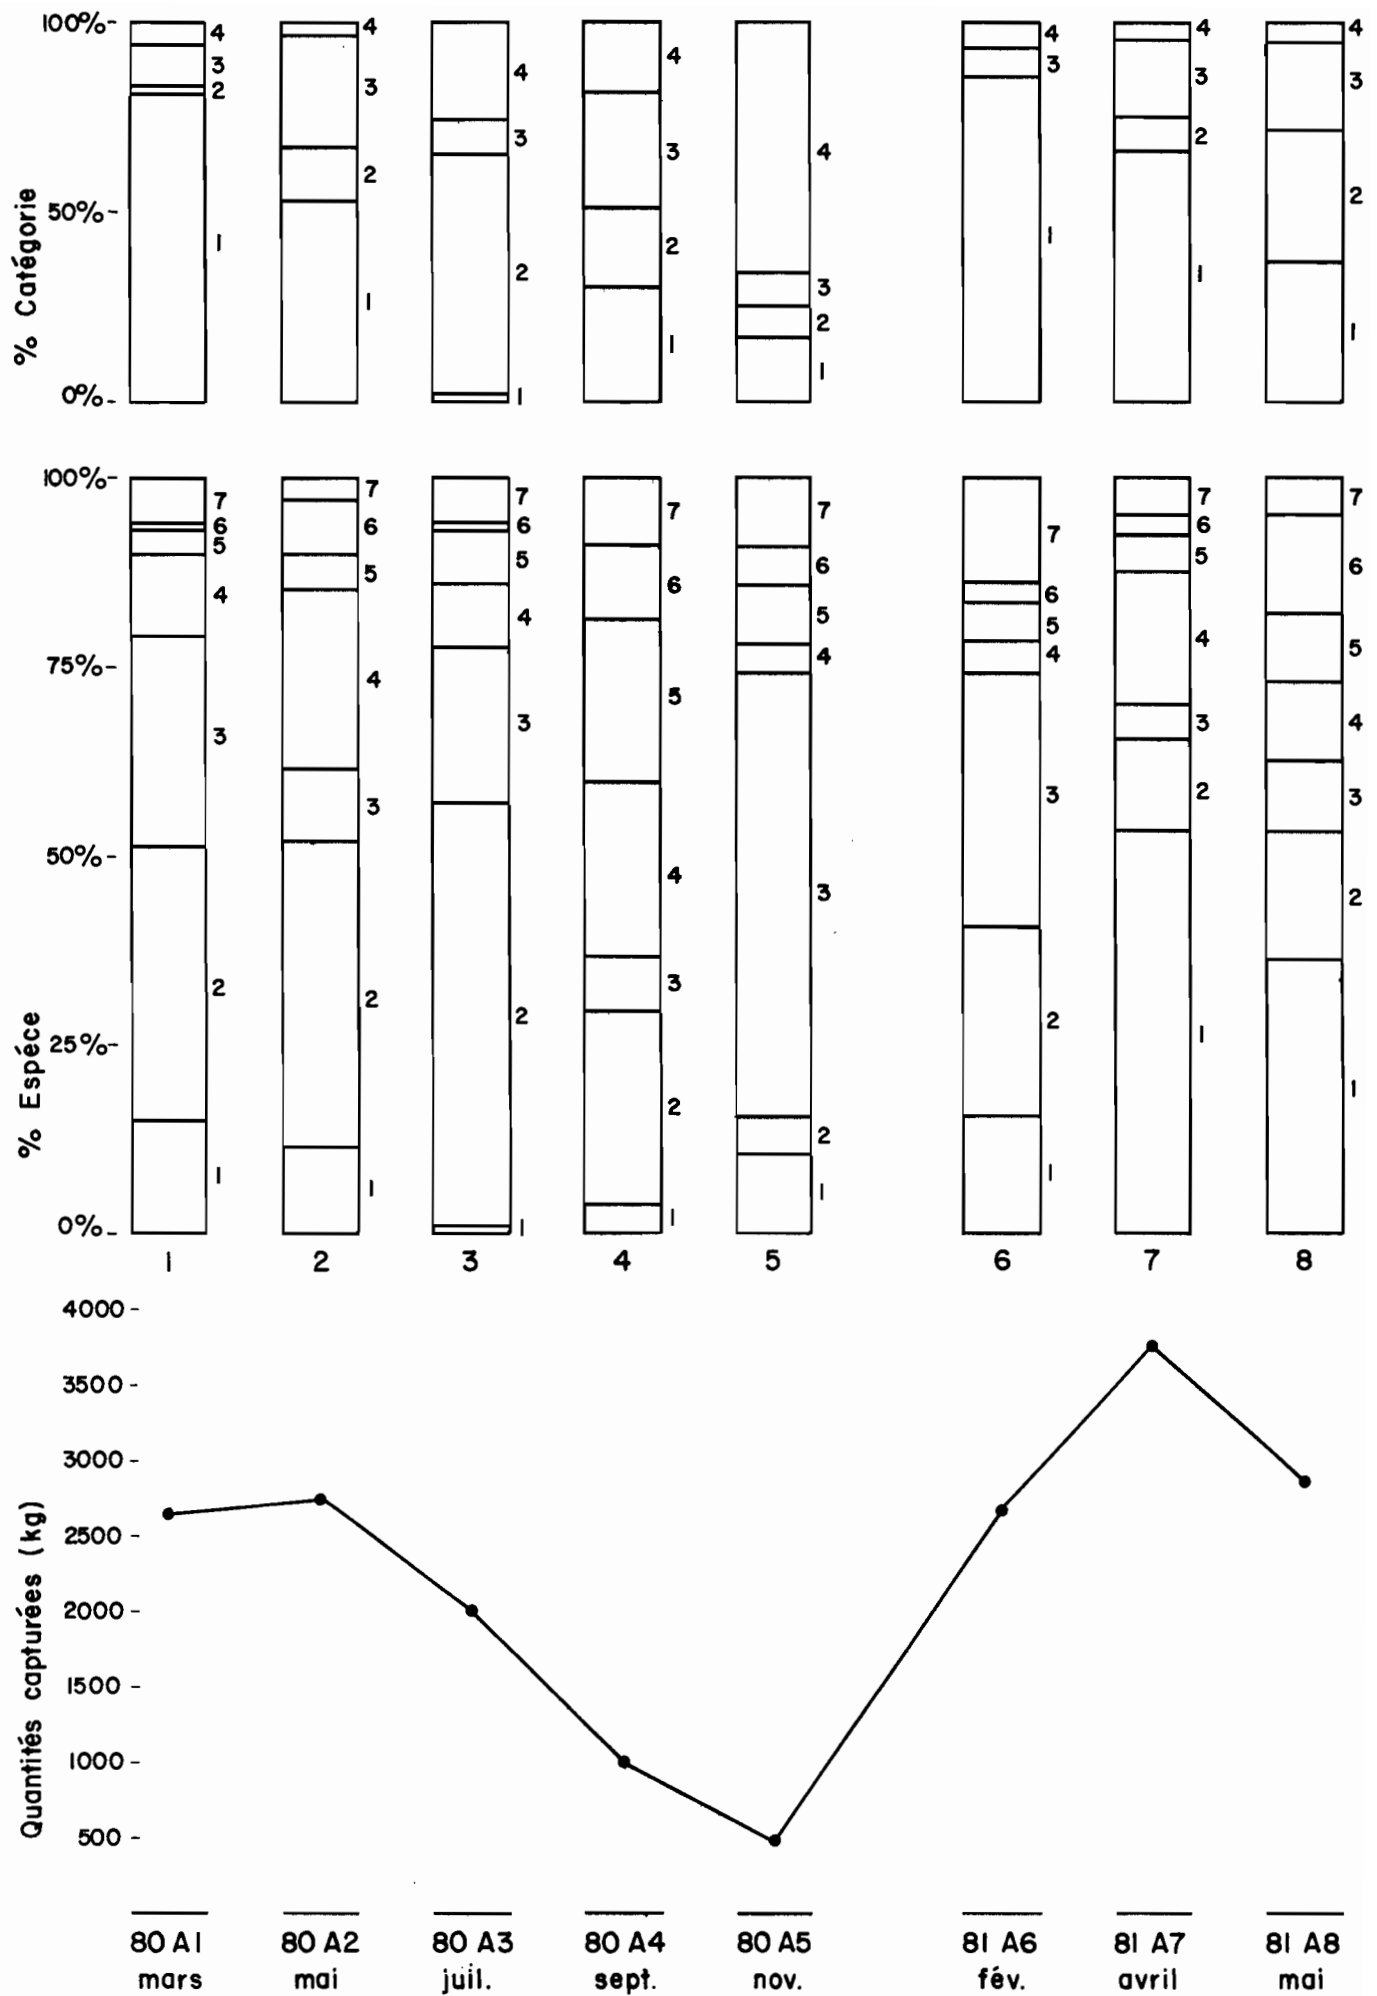 % Catégorie
100%-
50%-
0%-
4 3 2 1
4 3 2 1
4 3 2 1
4 3 2 1
4 3 2 1
4 3 1
4 3 2 1
4 3 2 1
% Espéce
100%-
75%-
50%-
25%-
0%-
7 6 5 4 3 2 1
7 6 5 4 3 2 1
7 6 5 4 3 2 1
7 6 5 4 3 2 1
7 6 5 4 3 2 1
7 6 5 4 3 2 1
7 6 5 4 3 2 1
7 6 5 4 3 2 1
1 2 3 4 5 6 7 8
Quantités capturées (kg)
4000-
3500-
3000-
2500-
2000-
1500-
1000-
500-
80 A1 80 A2 80 A3 80 A4 80 A5 81 A6 81 A7 81 A8
mars mai juil. sept. nov. fév. avril mai